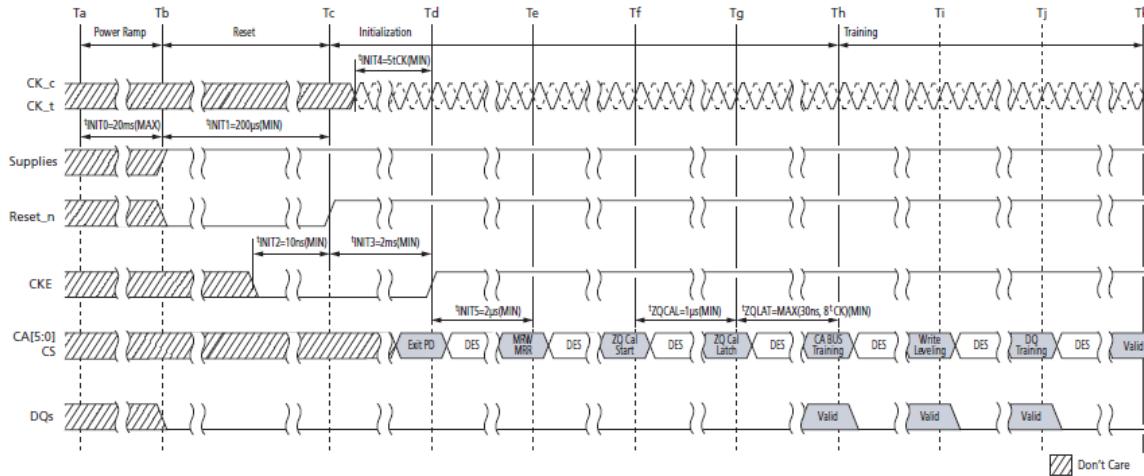 Ta Tb Tc Td Te Tf Tg Th Ti Tj Tk
Power Ramp Reset Initialization Training
tINIT4=5tCK(MIN)
CK_c
CK_t
tINIT0=20ms(MAX) tINIT1=200µs(MIN)
Supplies
Reset_n
tINIT2=10ns(MIN) tINIT3=2ms(MIN)
CKE
tINIT5=2µs(MIN) tZQCAL=1µs(MIN) tZQLAT=MAX(30ns, 8tCK)(MIN)
CA[5:0]
CS
Exit PD DES MRW MRR DES ZQ Cal Start DES ZQ Cal Latch DES CA BUS Training DES Write Leveling DES DQ Training DES Valid
DQs Valid Valid Valid
Don't Care